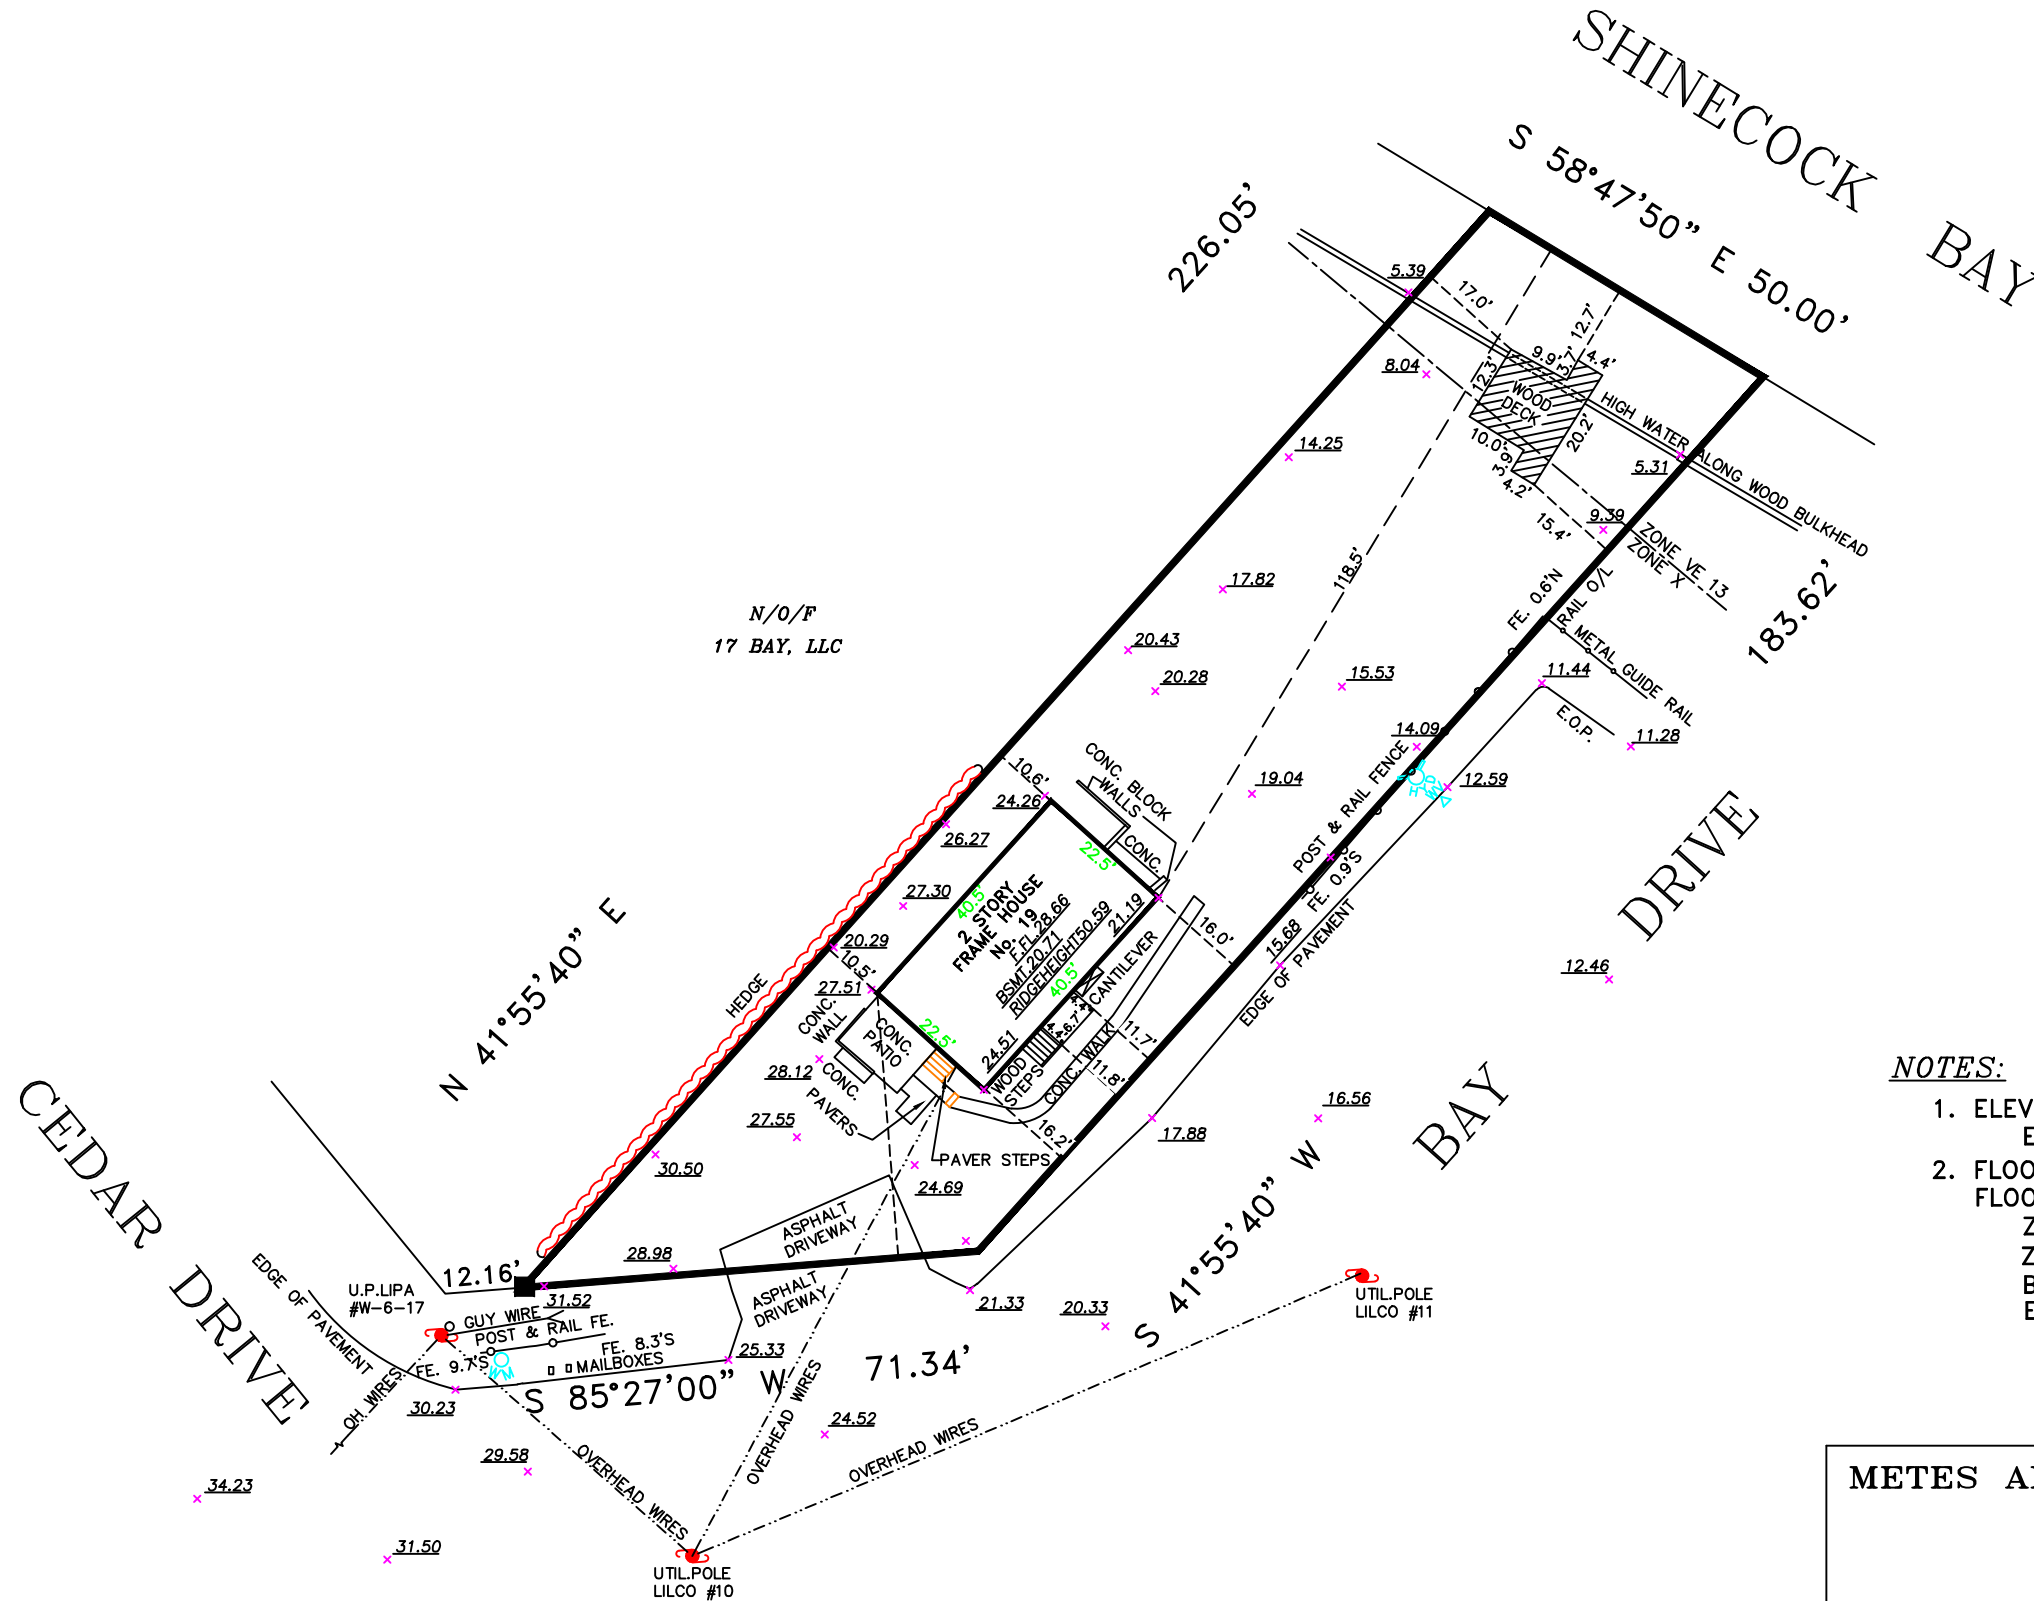 SHINECOCK BAY
S 58°47'50" E 50.00'
226.05'
5.39
17.0'
12.7'
9.9'
3.7'
4.4'
12.3'
8.04
WOOD
DECK
HIGH WATER ALONG WOOD BULKHEAD
20.2'
10.0'
3.9'
4.2'
5.31
14.25
15.4'
9.39
ZONE VE 13
ZONE X
183.62'
118.5'
17.82
FE. 0.6'N
RAIL O/L
METAL GUIDE RAIL
N/O/F
17 BAY, LLC
20.43
20.28
15.53
11.44
E.O.P.
11.28
14.09
HYD
12.59
CONC. BLOCK
WALLS
10.6'
24.26
19.04
POST & RAIL FENCE
26.27
CONC.
22.5'
FE. 0.9'S
27.30
40.5'
2 STORY
FRAME HOUSE
No. 19
F.FL.28.66
BSMT.20.71
RIDGEHEIGHT50.59
21.19
16.0'
15.68
EDGE OF PAVEMENT
DRIVE
12.46
20.29
10.5'
27.51
HEDGE
CONC.
WALL
CONC.
PATIO
22.5'
40.5'
CANTILEVER
4.4'
6.7'
4.4'
24.51
WOOD
STEPS
CONC. WALK
11.7'
11.8'
N 41°55'40" E
28.12
CONC.
PAVERS
27.55
16.2'
17.88
16.56
BAY
PAVER STEPS
24.69
30.50
S 41°55'40" W
CEDAR DRIVE
ASPHALT
DRIVEWAY
28.98
12.16'
31.52
ASPHALT
DRIVEWAY
21.33
20.33
UTIL.POLE
LILCO #11
EDGE OF PAVEMENT
U.P.LIPA
#W-6-17
GUY WIRE
POST & RAIL FE.
FE. 8.3'S
FE. 9.7'S
MAILBOXES
WV
25.33
S 85°27'00" W 71.34'
OH WIRES
30.23
29.58
OVERHEAD WIRES
OVERHEAD WIRES
24.52
OVERHEAD WIRES
34.23
31.50
UTIL.POLE
LILCO #10
NOTES:
1. ELEV
E
2. FLOO
FLOO
Z
Z
B
E
METES